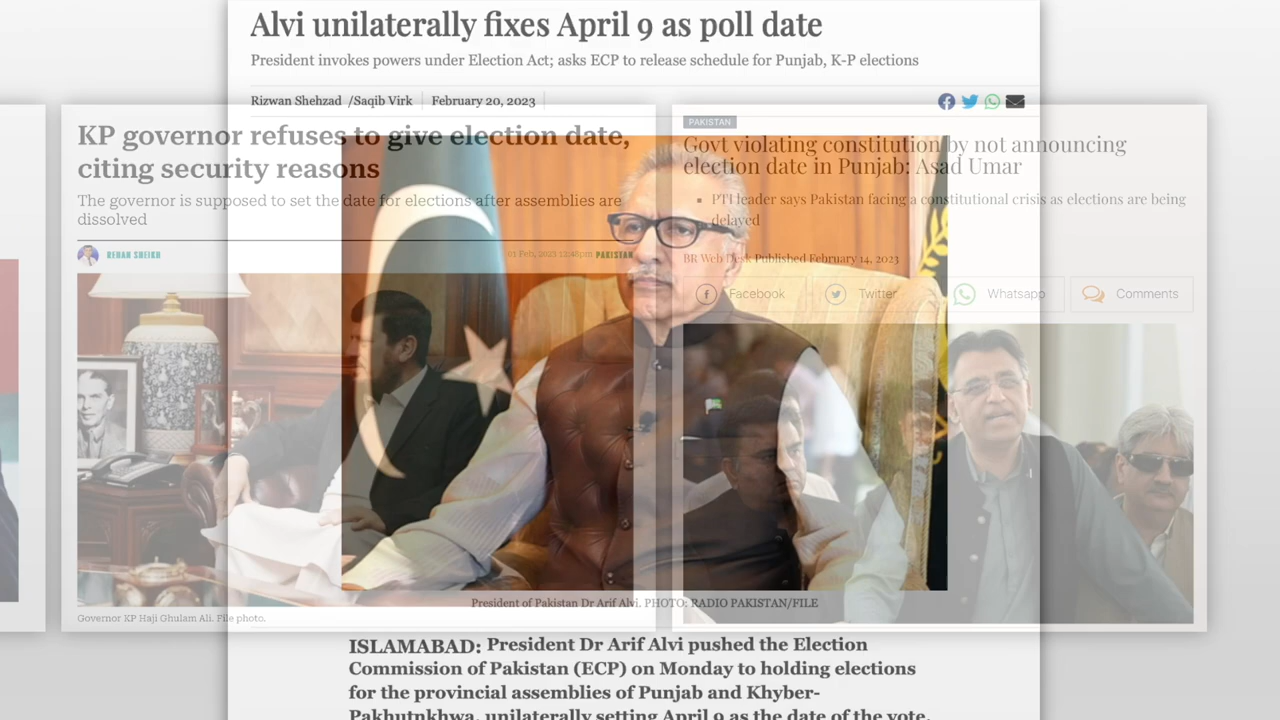 Alvi unilaterally fixes April 9 as poll date
President invokes powers under Election Act; asks ECP to release schedule for Punjab, K-P elections
Rizwan Shehzad /Saqib Virk February 20, 2023
KP governor refuses to give election date,
citing security reasons
The governor is supposed to set the date for elections after assemblies are
dissolved
REHAN SHEIKH
01 Feb, 2023 12:48pm PAKISTAN
Governor KP Haji Ghulam Ali. File photo.
PAKISTAN
Govt violating constitution by not announcing
election date in Punjab: Asad Umar
PTI leader says Pakistan facing a constitutional crisis as elections are being
delayed
BR Web Desk Published February 14, 2023
Facebook Twitter Whatsapp Comments
President of Pakistan Dr Arif Alvi. PHOTO: RADIO PAKISTAN/FILE
ISLAMABAD: President Dr Arif Alvi pushed the Election
Commission of Pakistan (ECP) on Monday to holding elections
for the provincial assemblies of Punjab and Khyber-
Pakhutnkhwa, unilaterally setting April 9 as the date of the vote.